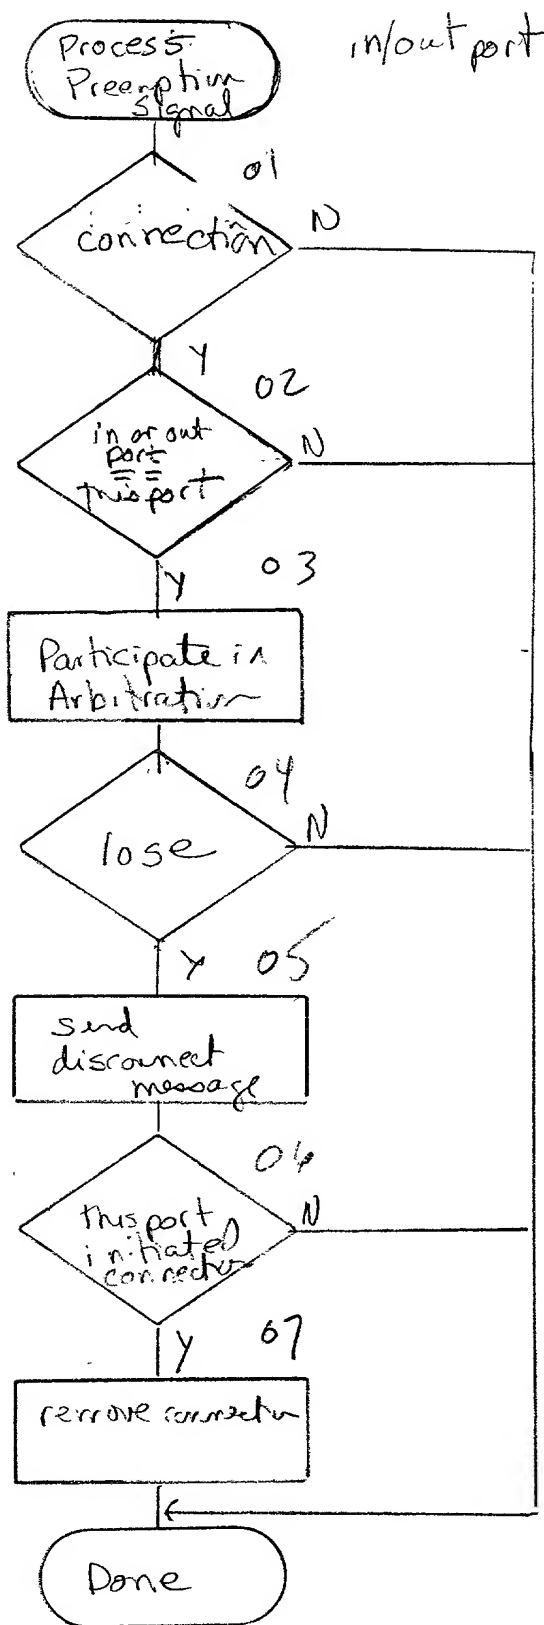 Process
Preemption
Signal
in/out port
01
connection
N
Y
02
in or out
port
==
this port
N
Y
03
Participate in
Arbitration
04
lose
N
Y
05
send
disconnect
message
06
this port
initiated
connection
N
Y
07
remove connection
Done